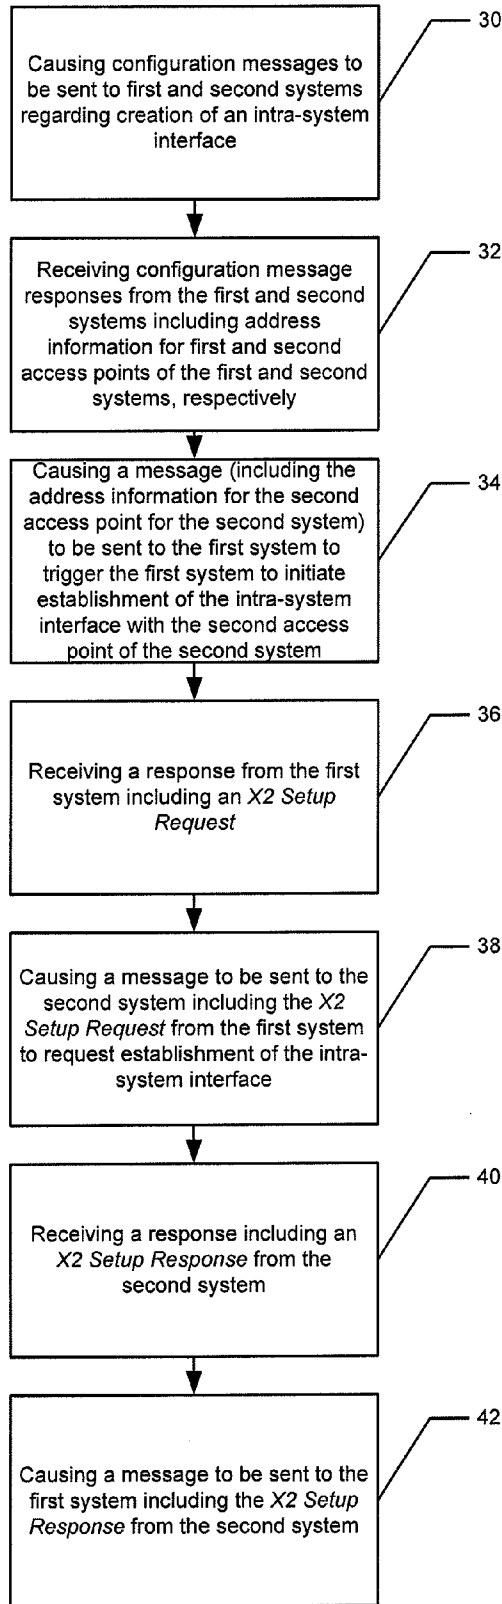 Causing configuration messages to
be sent to first and second systems
regarding creation of an intra-system
interface
30
Receiving configuration message
responses from the first and second
systems including address
information for first and second
access points of the first and second
systems, respectively
32
Causing a message (including the
address information for the second
access point for the second system)
to be sent to the first system to
trigger the first system to initiate
establishment of the intra-system
interface with the second access
point of the second system
34
Receiving a response from the first
system including an X2 Setup
Request
36
Causing a message to be sent to the
second system including the X2
Setup Request from the first system
to request establishment of the intra-
system interface
38
Receiving a response including an
X2 Setup Response from the
second system
40
Causing a message to be sent to the
first system including the X2 Setup
Response from the second system
42